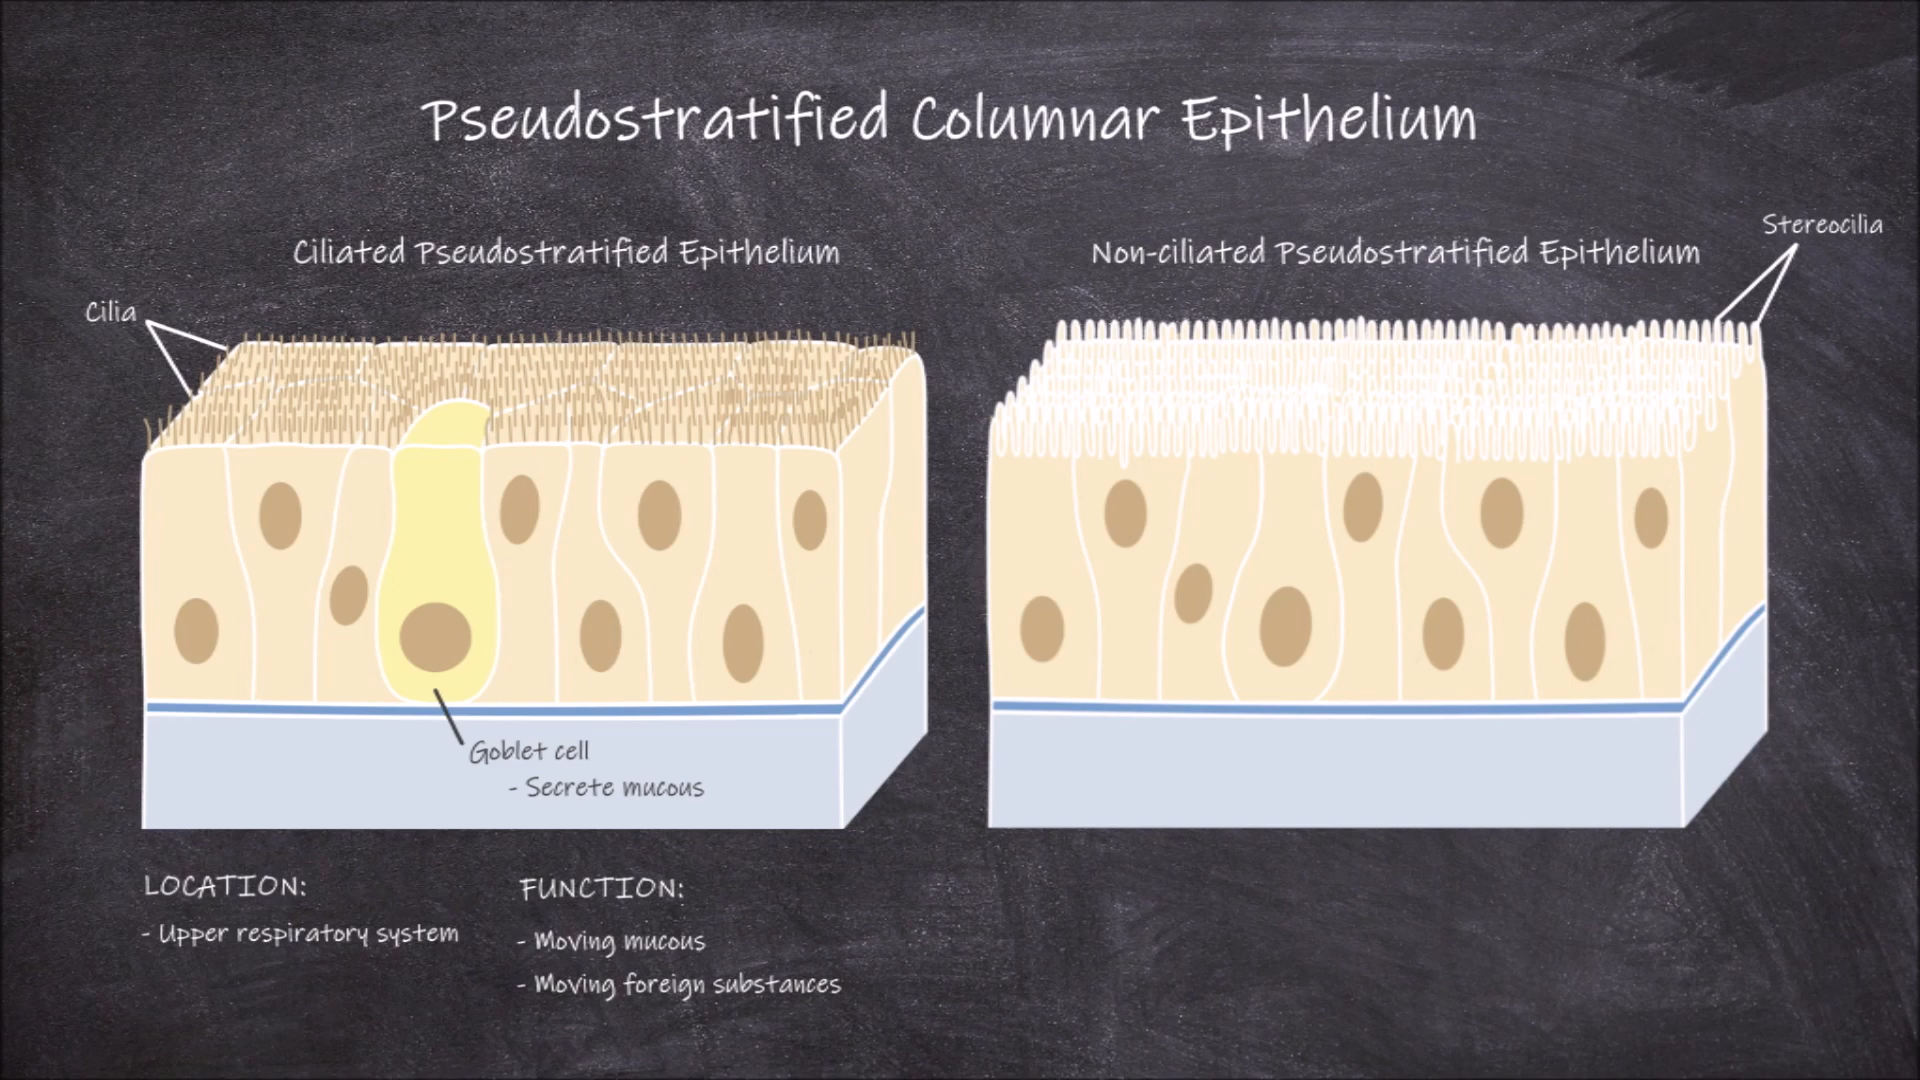 Pseudostratified Columnar Epithelium
Ciliated Pseudostratified Epithelium
Cilia
Goblet cell
- Secrete mucous
LOCATION:
- Upper respiratory system
FUNCTION:
- Moving mucous
- Moving foreign substances
Non-ciliated Pseudostratified Epithelium
Stereocilia